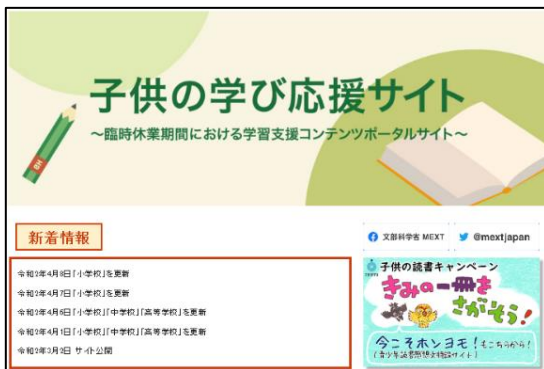 子供の学び応援サイト
～臨時休業期間における学習支援コンテンツポータルサイト～
新着情報
令和2年4月8日「小学校」を更新
令和2年4月7日「小学校」を更新
令和2年4月6日「小学校」「中学校」「高等学校」を更新
令和2年4月1日「小学校」「中学校」「高等学校」を更新
令和2年3月2日 サイト公開
文部科学省 MEXT
@mextjapan
子供の読書キャンペーン
きみの一冊を
さがそう!
今こそホンヨモ!もこちらから!